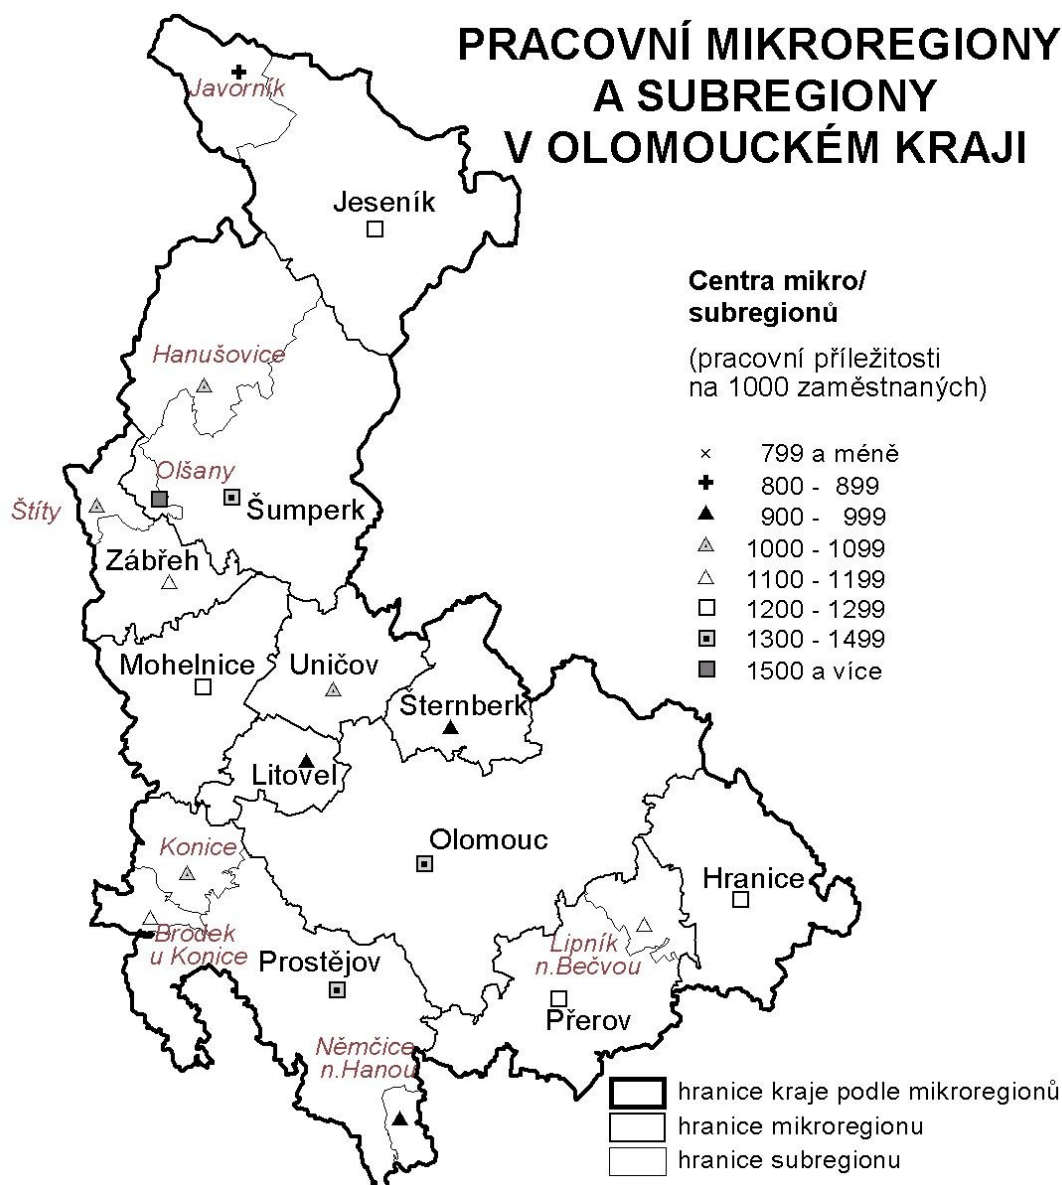 PRACOVNÍ MIKROREGIONY
A SUBREGIONY
V OLOMOUCKÉM KRAJI
Javorník
Jeseník
Centra mikro/
subregionů
(pracovní příležitosti
na 1000 zaměstnaných)
799 a méně
800 - 899
900 - 999
1000 - 1099
1100 - 1199
1200 - 1299
1300 - 1499
1500 a více
Hanušovice
Olšany
Štíty
Šumperk
Zábřeh
Mohelnice
Uničov
Šternberk
Litovel
Konice
Olomouc
Hranice
Brodek
u Konice
Prostějov
Lipník
n.Bečvou
Přerov
Němčice
n.Hanou
hranice kraje podle mikroregionů
hranice mikroregionu
hranice subregionu